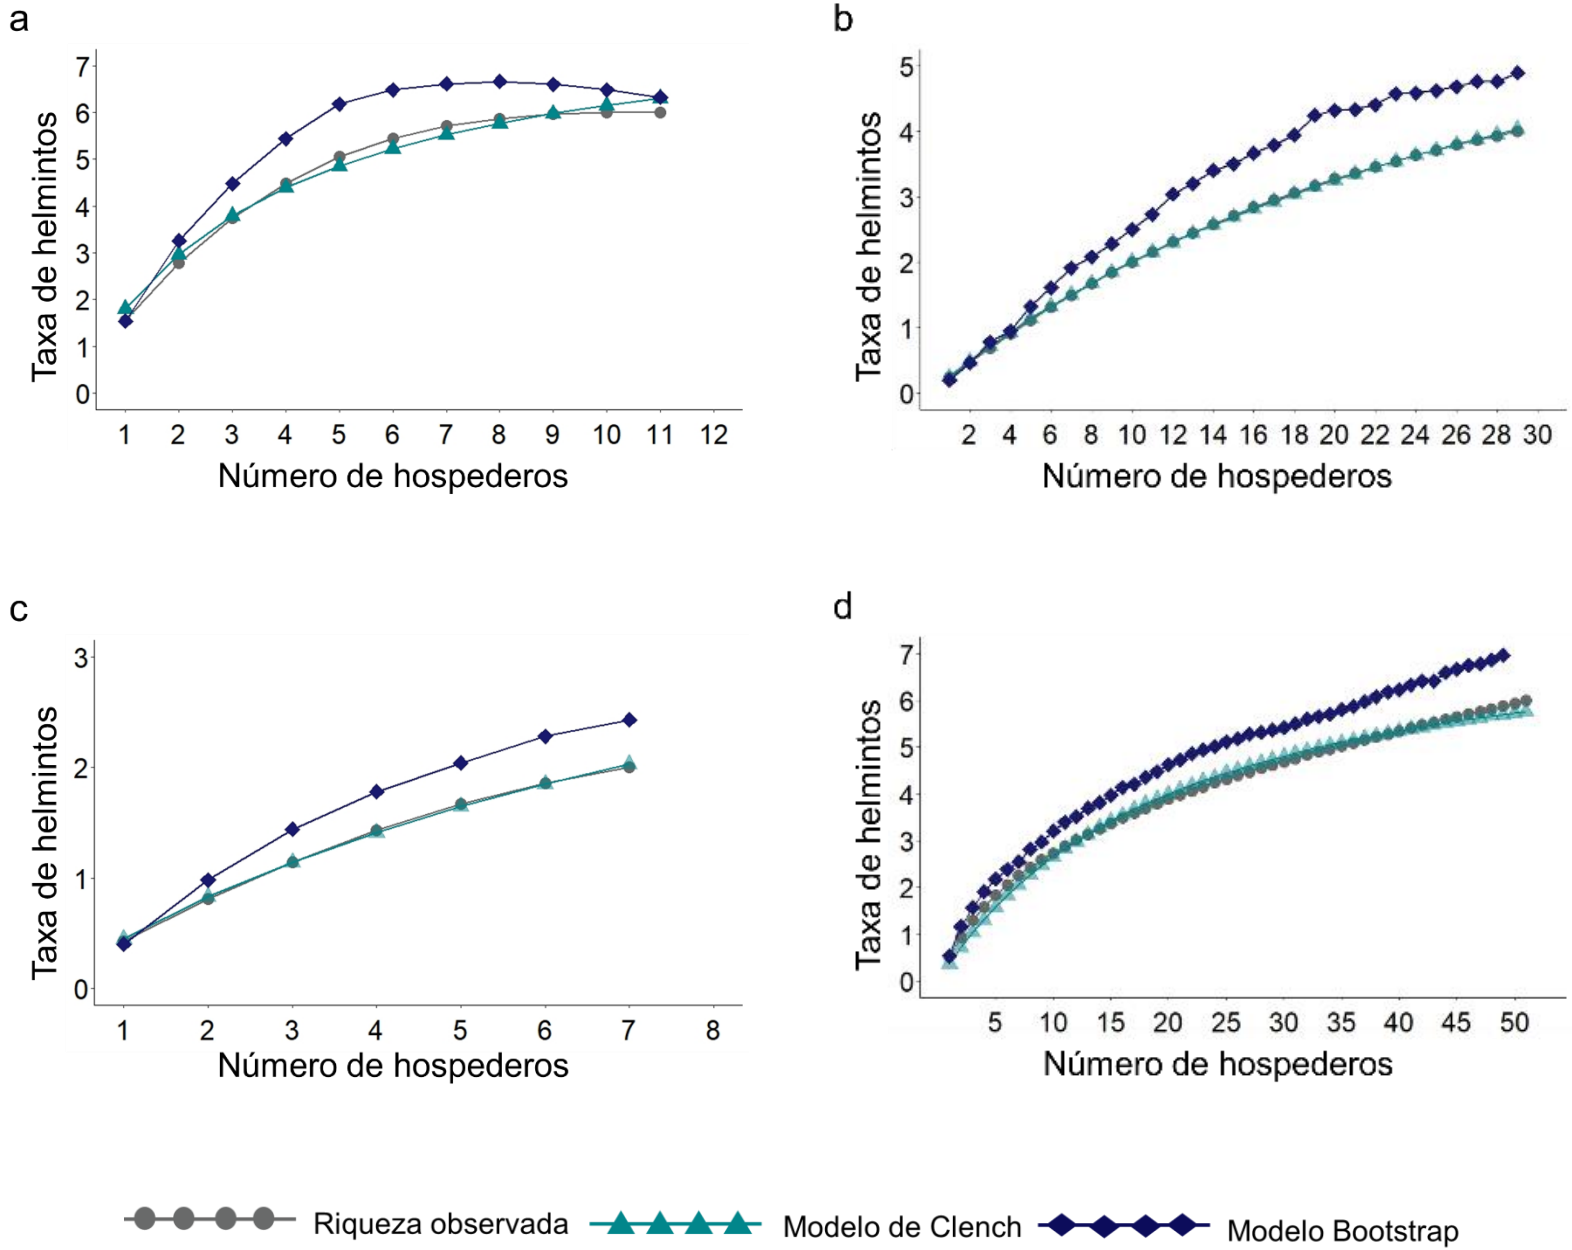 a
7
6
5
4
3
2
1
0
Taxa de helmintos
1 2 3 4 5 6 7 8 9 10 11 12
Número de hospederos
b
5
4
3
2
1
0
Taxa de helmintos
2 4 6 8 10 12 14 16 18 20 22 24 26 28 30
Número de hospederos
c
3
2
1
0
Taxa de helmintos
1 2 3 4 5 6 7 8
Número de hospederos
d
7
6
5
4
3
2
1
0
Taxa de helmintos
5 10 15 20 25 30 35 40 45 50
Número de hospederos
Riqueza observada Modelo de Clench Modelo Bootstrap